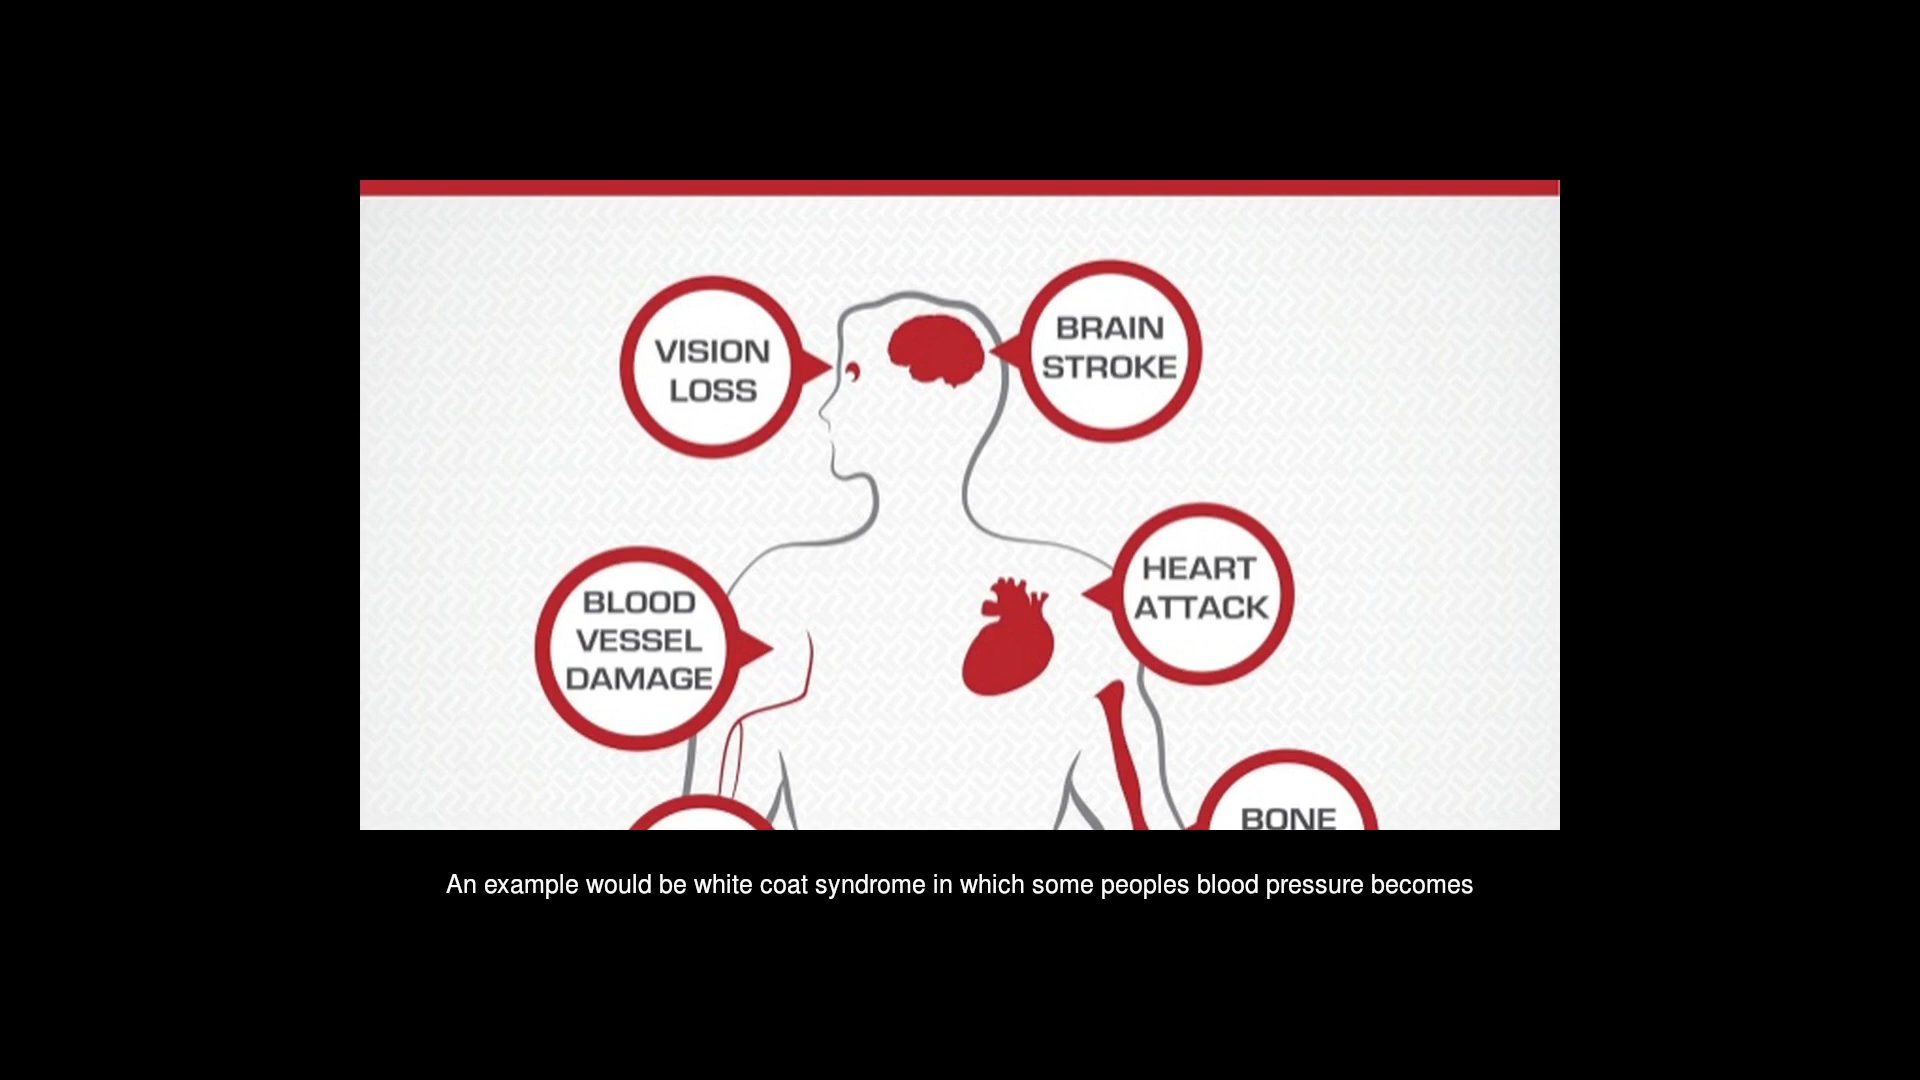 VISION
LOSS
BRAIN
STROKE
BLOOD
VESSEL
DAMAGE
HEART
ATTACK
BONE
An example would be white coat syndrome in which some peoples blood pressure becomes